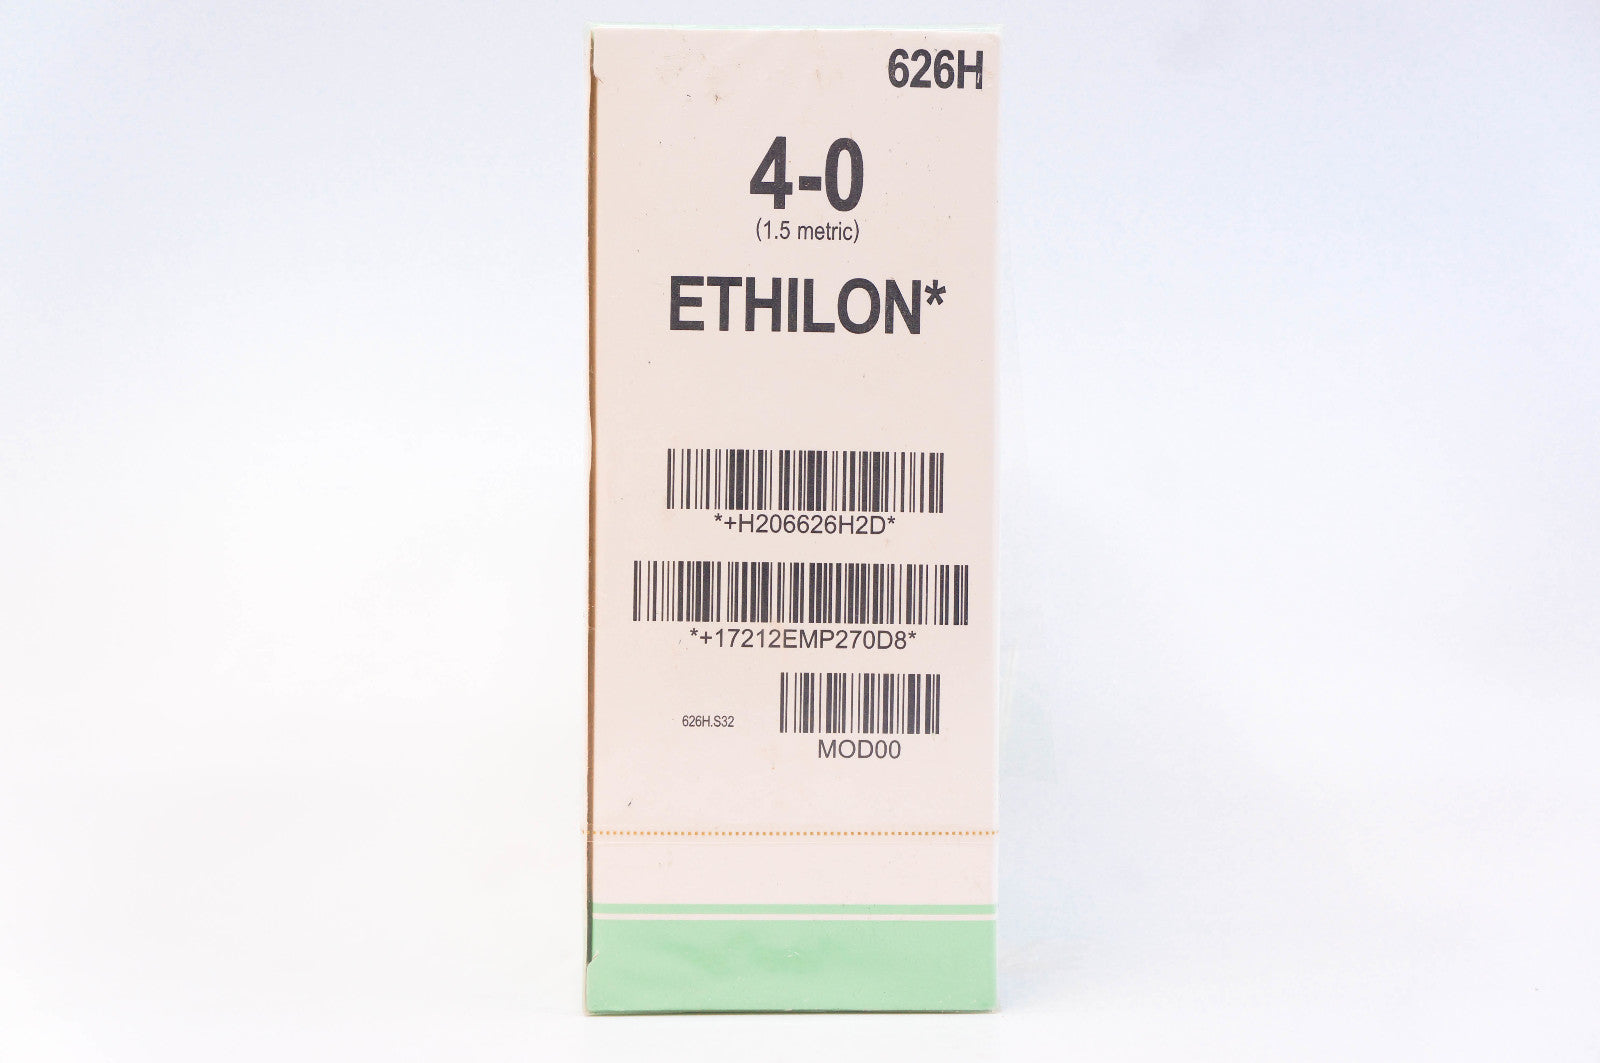 626H
4-0
(1.5 metric)
ETHILON*
*+H206626H2D*
*+17212EMP270D8*
626H.S32
MOD00